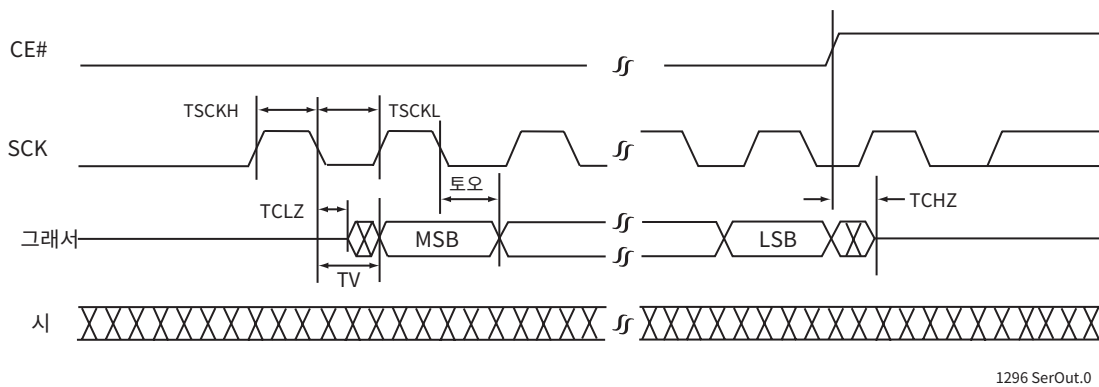 CE#
TSCKH
TSCKL
SCK
토오
TCLZ
TCHZ
그래서
MSB
LSB
TV
시
1296 SerOut.0